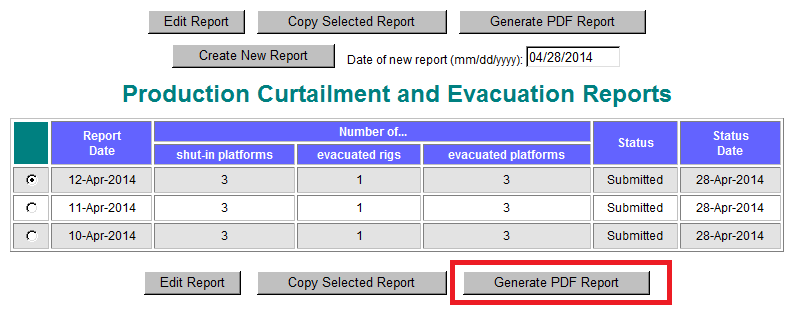 Edit Report Copy Selected Report Generate PDF Report
Create New Report Date of new report (mm/dd/yyyy): 04/28/2014
Production Curtailment and Evacuation Reports
Report Date Number of... Status Status Date
shut-in platforms evacuated rigs evacuated platforms
12-Apr-2014 3 1 3 Submitted 28-Apr-2014
11-Apr-2014 3 1 3 Submitted 28-Apr-2014
10-Apr-2014 3 1 3 Submitted 28-Apr-2014
Edit Report Copy Selected Report Generate PDF Report